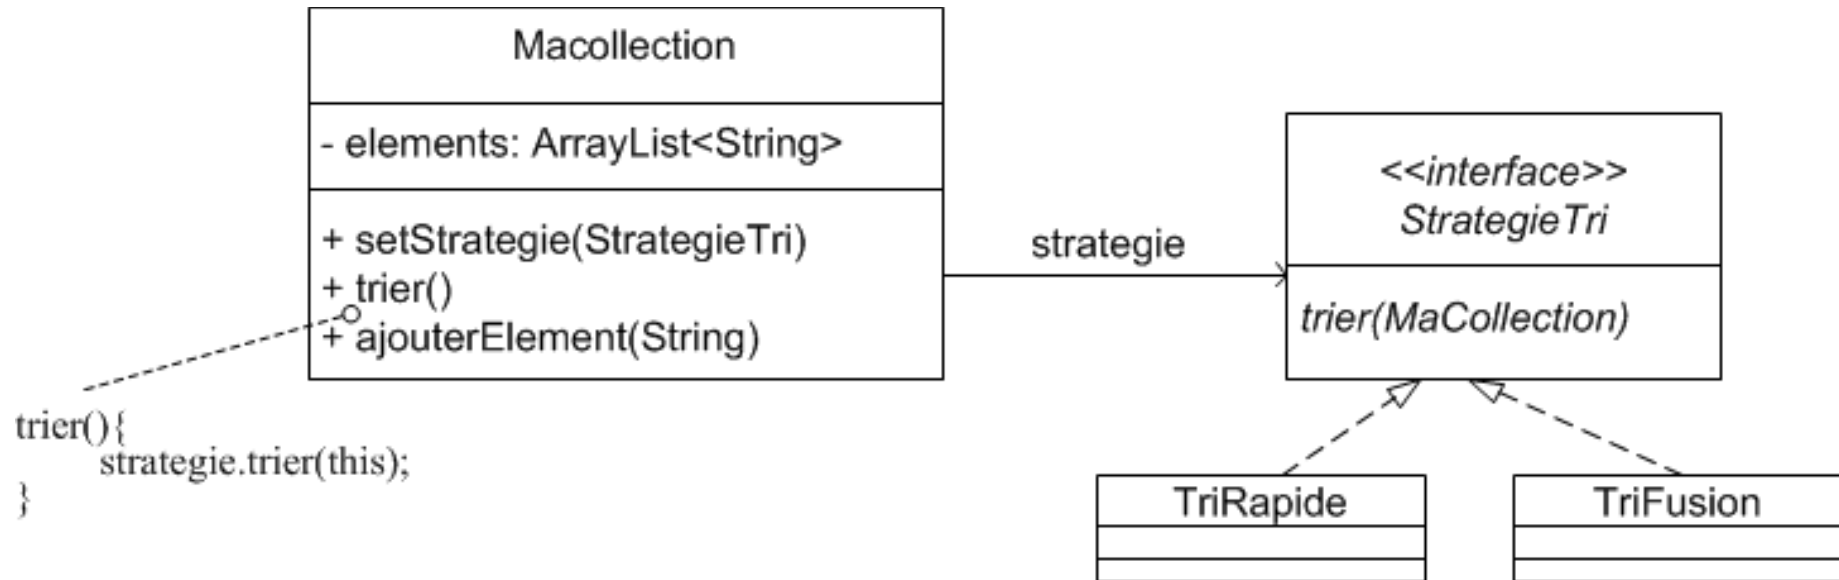 Macollection
- elements: ArrayList<String>
+ setStrategie(StrategieTri)
+ trier()
+ ajouterElement(String)
trier(){
strategie.trier(this);
}
strategie
<<interface>>
StrategieTri
trier(MaCollection)
TriRapide
TriFusion